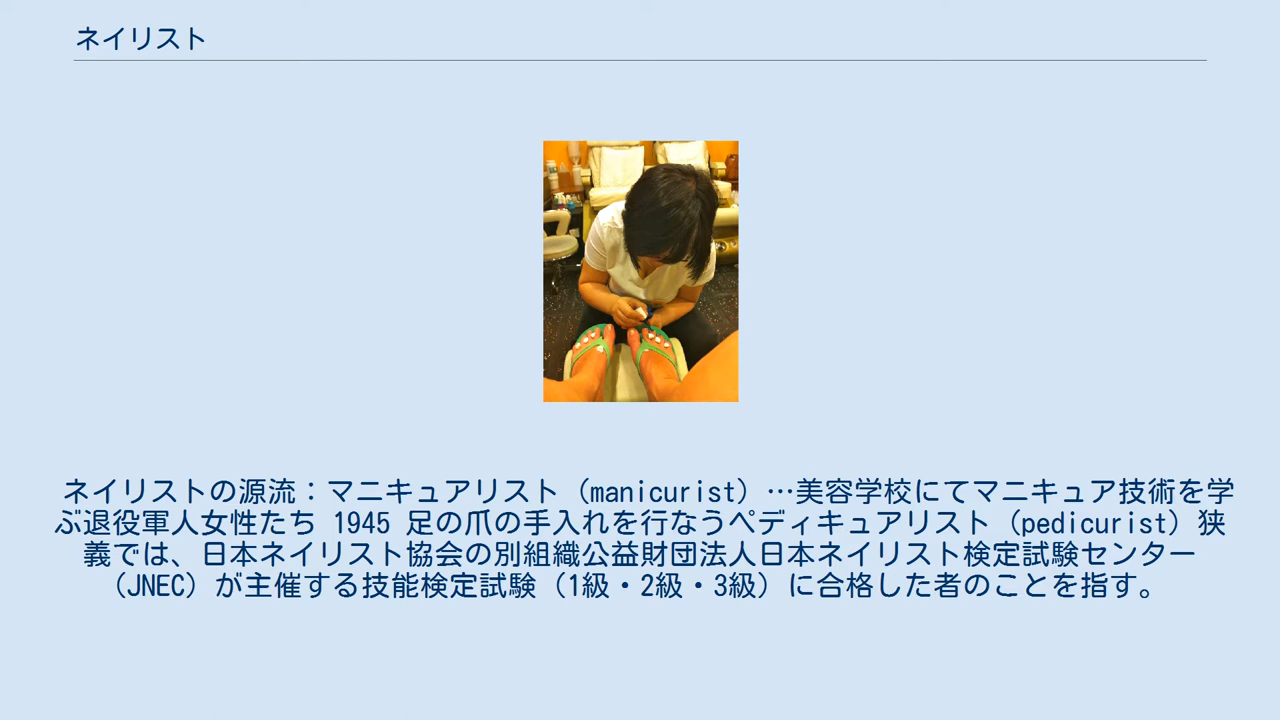 ネイリスト
ネイリストの源流：マニキュアリスト（manicurist）…美容学校にてマニキュア技術を学
ぶ退役軍人女性たち 1945 足の爪の手入れを行なうペディキュアリスト（pedicurist）狭
義では、日本ネイリスト協会の別組織公益財団法人日本ネイリスト検定試験センター
（JNEC）が主催する技能検定試験（1級・2級・3級）に合格した者のことを指す。